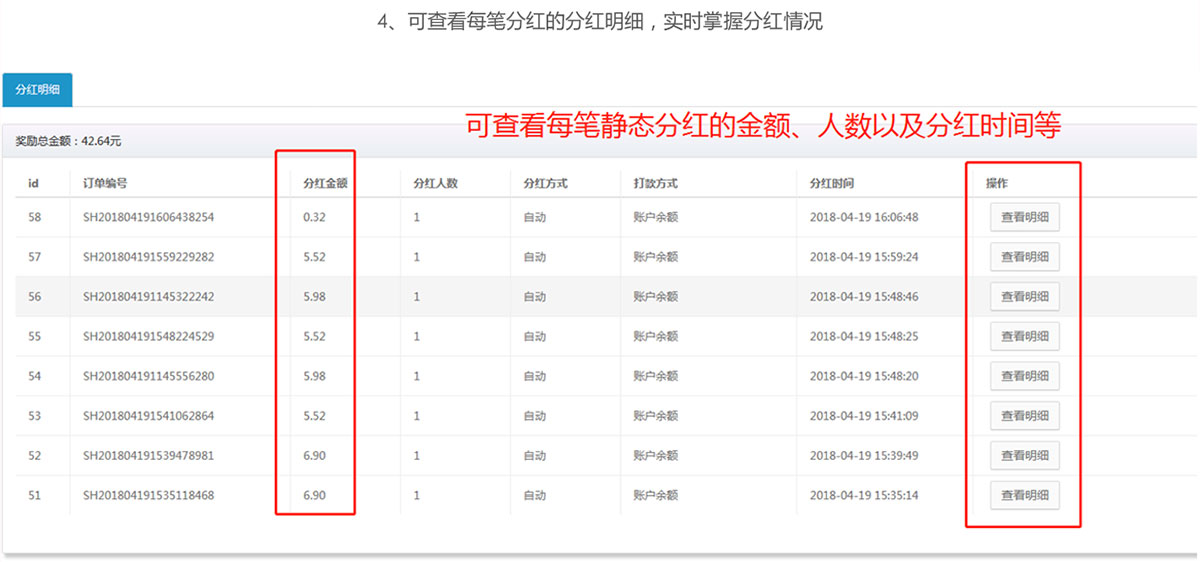 4、可查看每笔分红的分红明细，实时掌握分红情况
分红明细
可查看每笔静态分红的金额、人数以及分红时间等
奖励总金额：42.64元
id 订单编号 分红金额 分红人数 分红方式 打款方式 分红时间 操作
58 SH201804191606438254 0.32 1 自动 账户余额 2018-04-19 16:06:48 查看明细
57 SH201804191559229282 5.52 1 自动 账户余额 2018-04-19 15:59:24 查看明细
56 SH201804191145322242 5.98 1 自动 账户余额 2018-04-19 15:48:46 查看明细
55 SH201804191548224529 5.52 1 自动 账户余额 2018-04-19 15:48:25 查看明细
54 SH201804191145556280 5.98 1 自动 账户余额 2018-04-19 15:48:20 查看明细
53 SH201804191541062864 5.52 1 自动 账户余额 2018-04-19 15:41:09 查看明细
52 SH201804191539478981 6.90 1 自动 账户余额 2018-04-19 15:39:49 查看明细
51 SH201804191535118468 6.90 1 自动 账户余额 2018-04-19 15:35:14 查看明细